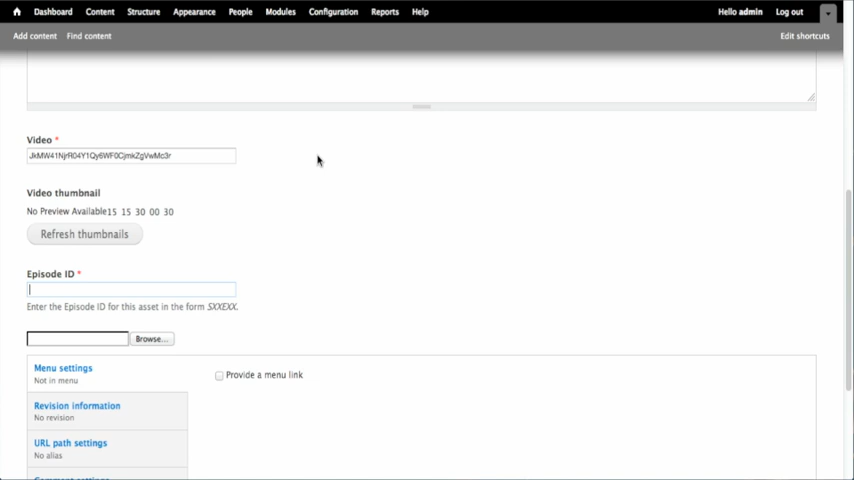 Dashboard Content Structure Appearance People Modules Configuration Reports Help Hello admin Log out
Add content Find content Edit shortcuts
Video *
JkMW41NjrR04Y1Qy6WF0CjmkZgVwMc3r
Video thumbnail
No Preview Available15 15 30 00 30
Refresh thumbnails
Episode ID *
Enter the Episode ID for this asset in the form SXXEXX.
Browse...
Menu settings
Not in menu
Provide a menu link
Revision information
No revision
URL path settings
No alias